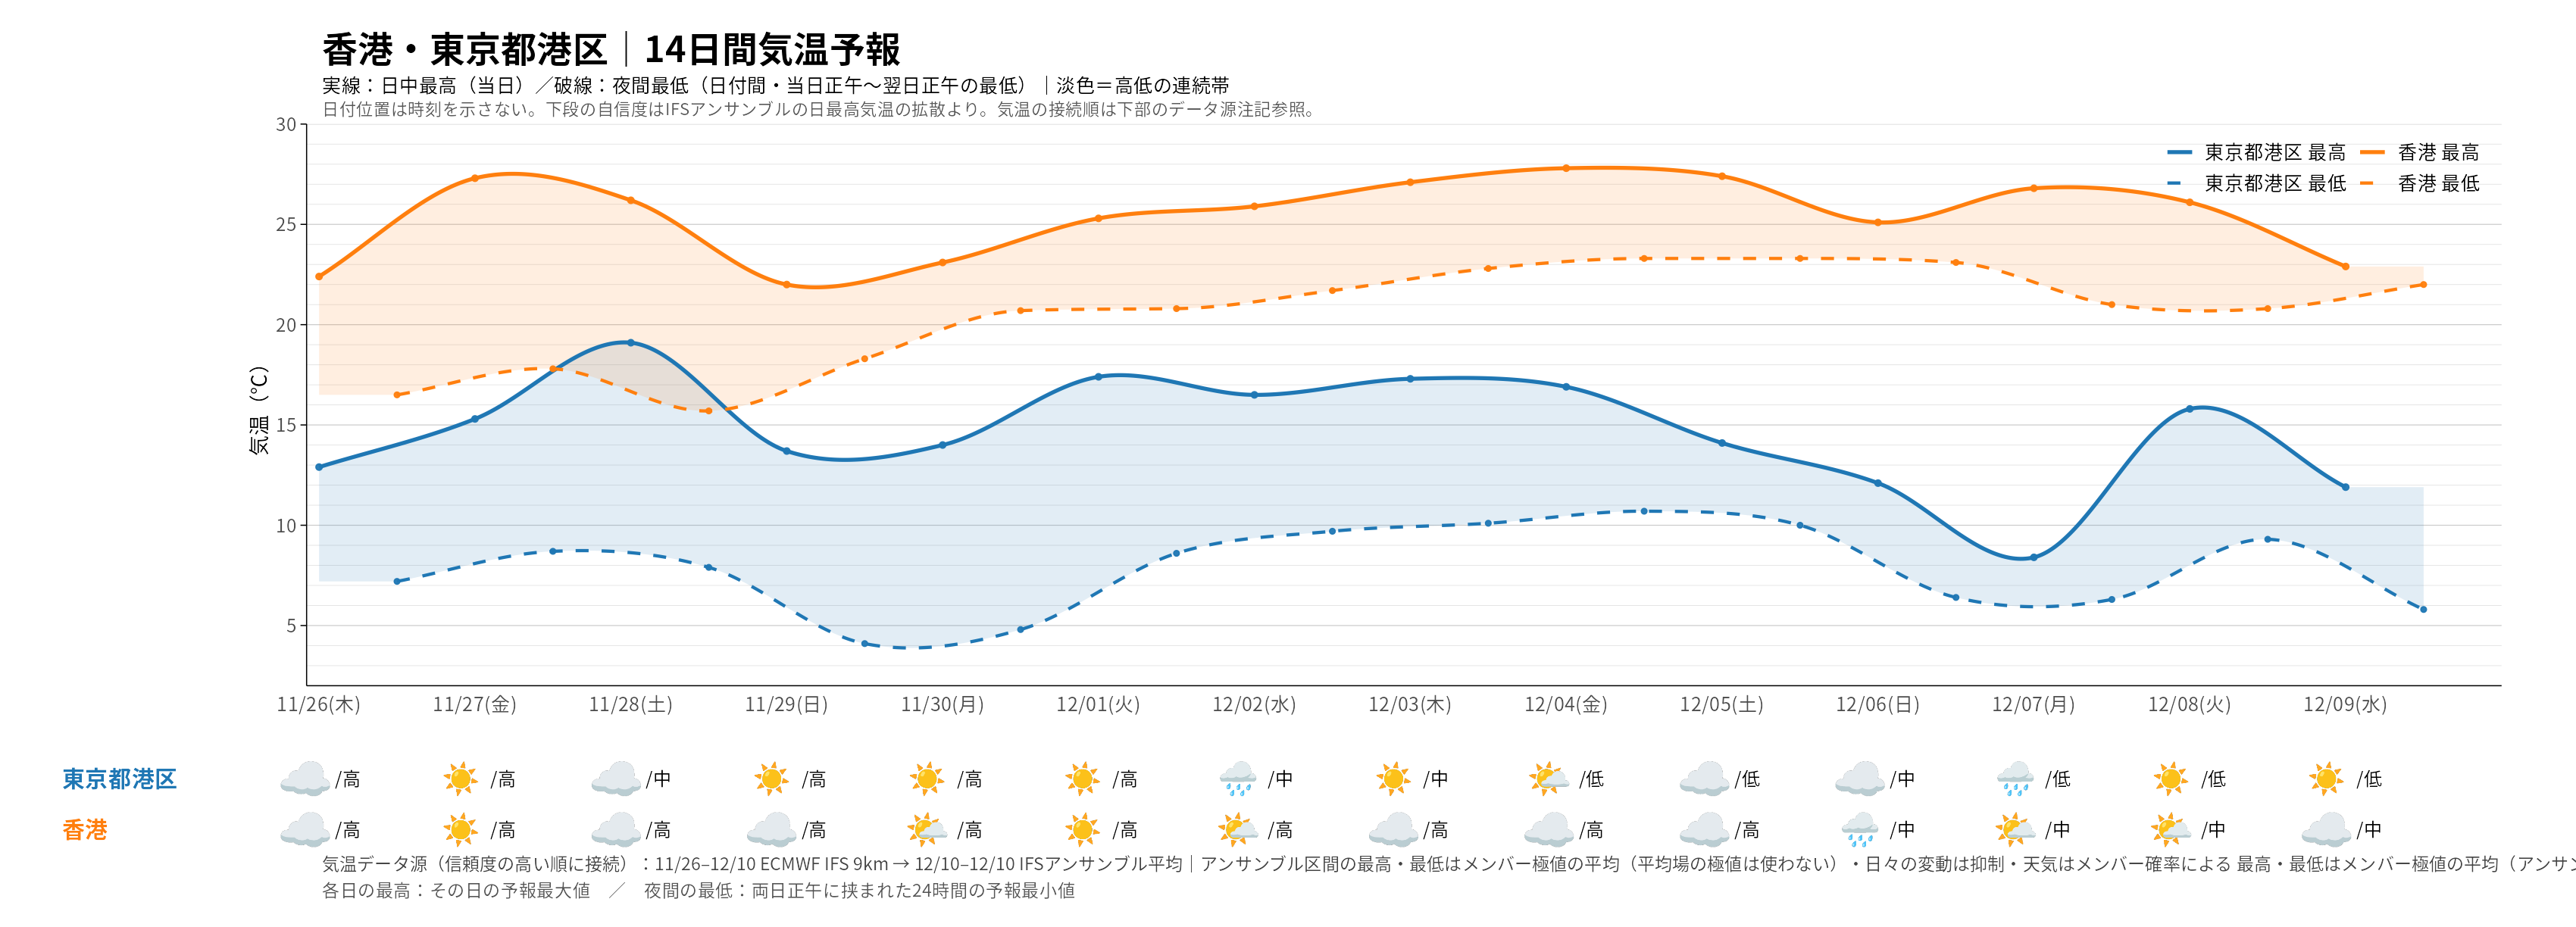 香港・東京都港区｜14日間気温予報
実線：日中最高（当日）／破線：夜間最低（日付間・当日正午～翌日正午の最低）｜淡色＝高低の連続帯
日付位置は時刻を示さない。下段の自信度はIFSアンサンブルの日最高気温の拡散より。気温の接続順は下部のデータ源注記参照。
東京都港区 最高 香港 最高
東京都港区 最低 香港 最低
気温（℃）
30
25
20
15
10
5
11/26(木) 11/27(金) 11/28(土) 11/29(日) 11/30(月) 12/01(火) 12/02(水) 12/03(木) 12/04(金) 12/05(土) 12/06(日) 12/07(月) 12/08(火) 12/09(水)
東京都港区 /高 /高 /中 /高 /高 /高 /中 /中 /低 /低 /中 /低 /低 /低
香港 /高 /高 /高 /高 /高 /高 /高 /高 /高 /高 /中 /中 /中 /中
気温データ源（信頼度の高い順に接続）：11/26–12/10 ECMWF IFS 9km → 12/10–12/10 IFSアンサンブル平均｜アンサンブル区間の最高・最低はメンバー極値の平均（平均場の極値は使わない）・日々の変動は抑制・天気はメンバー確率による 最高・最低はメンバー極値の平均（アンサン
各日の最高：その日の予報最大値　／　夜間の最低：両日正午に挟まれた24時間の予報最小値